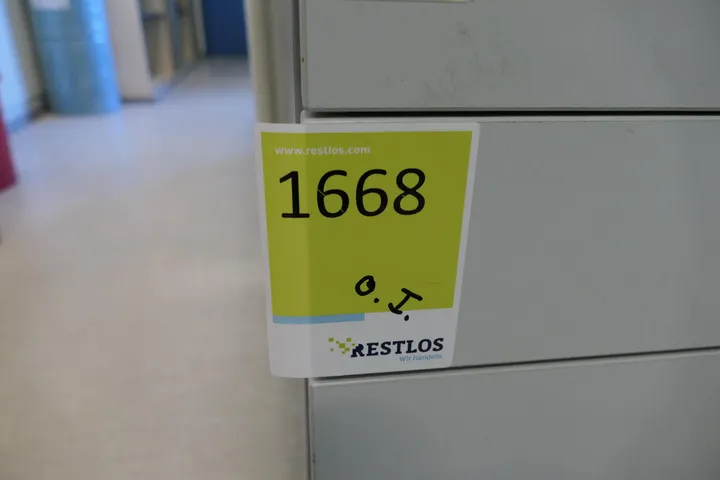 www.restlos.com
1668
O. I.
RESTLOS
Wir handeln.